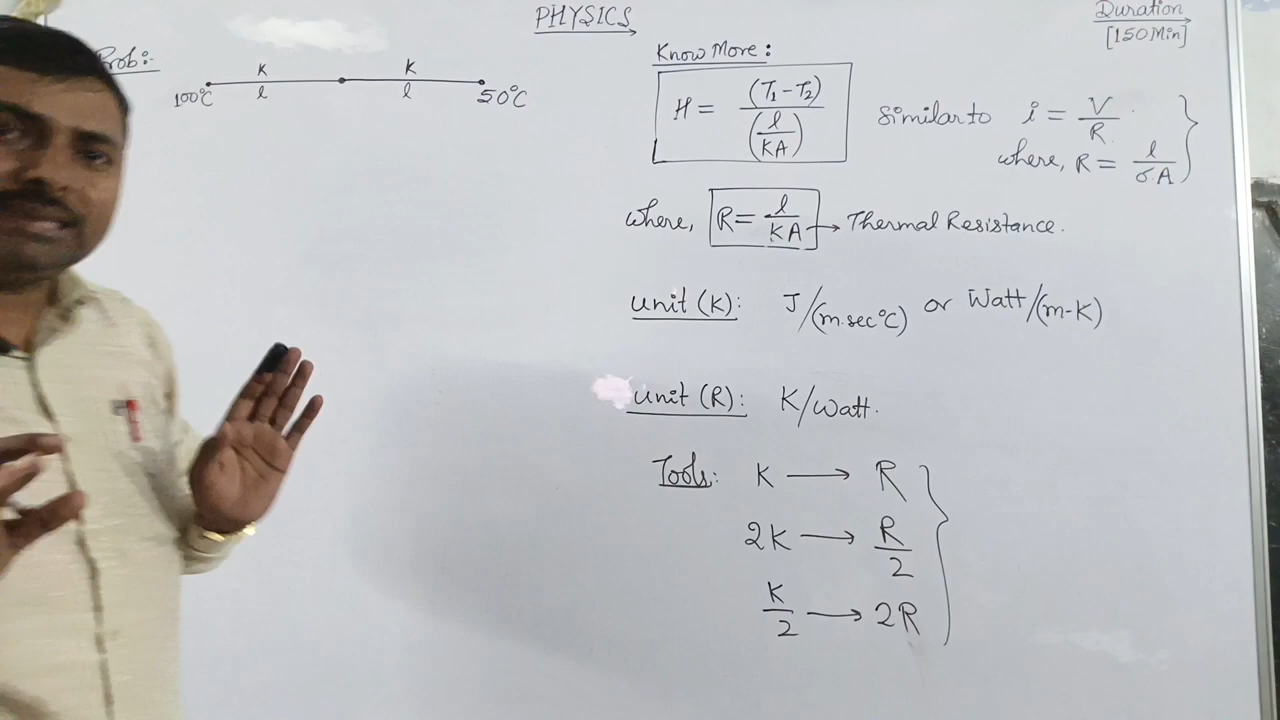 PHYSICS
Duration
[150 Min]
Prob:-
K K
100°C l l 50°C
Know More:
H = (T₁-T₂) / (l/KA) similar to i = V/R
where, R = l/σ.A
where, R = l/KA → Thermal Resistance.
unit (K): J/(m.sec°C) or Watt/(m-K)
unit (R): K/Watt.
Tools: K → R
2K → R/2
K/2 → 2R